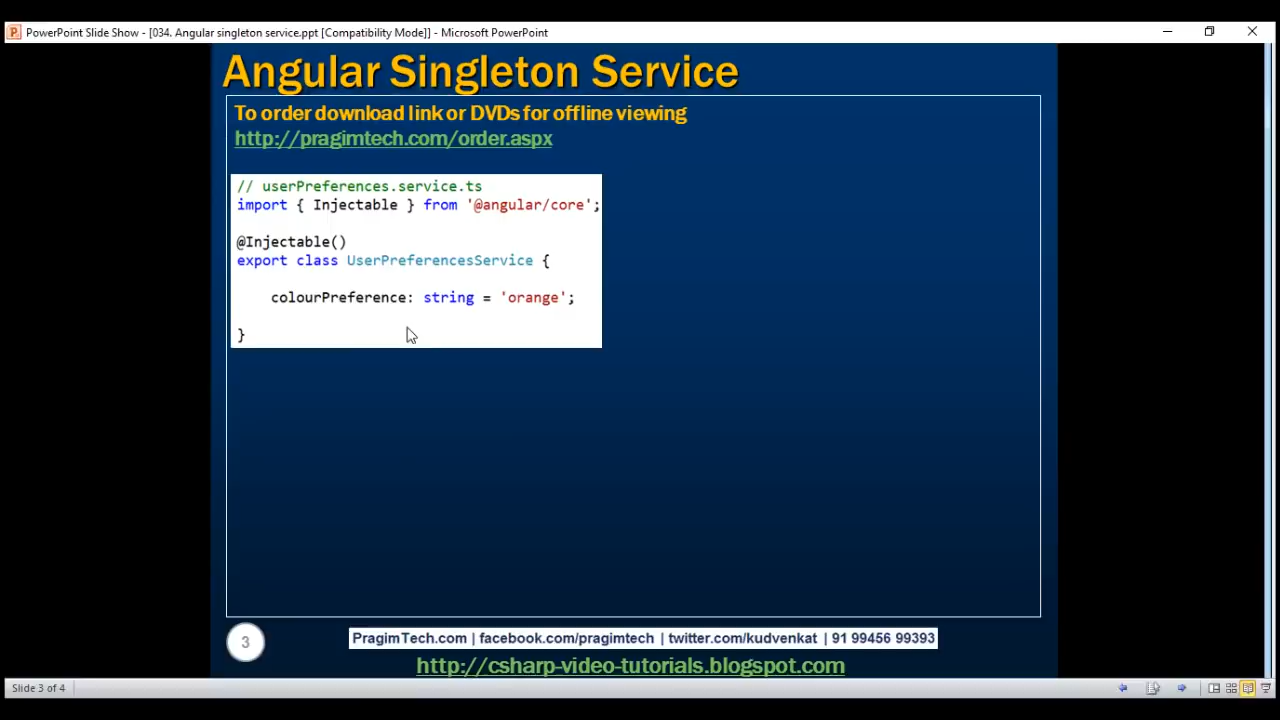 PowerPoint Slide Show - [034. Angular singleton service.ppt [Compatibility Mode]] - Microsoft PowerPoint
Angular Singleton Service
To order download link or DVDs for offline viewing
http://pragimtech.com/order.aspx
// userPreferences.service.ts
import { Injectable } from '@angular/core';
@Injectable()
export class UserPreferencesService {
colourPreference: string = 'orange';
}
3
PragimTech.com | facebook.com/pragimtech | twitter.com/kudvenkat | 91 99456 99393
http://csharp-video-tutorials.blogspot.com
Slide 3 of 4